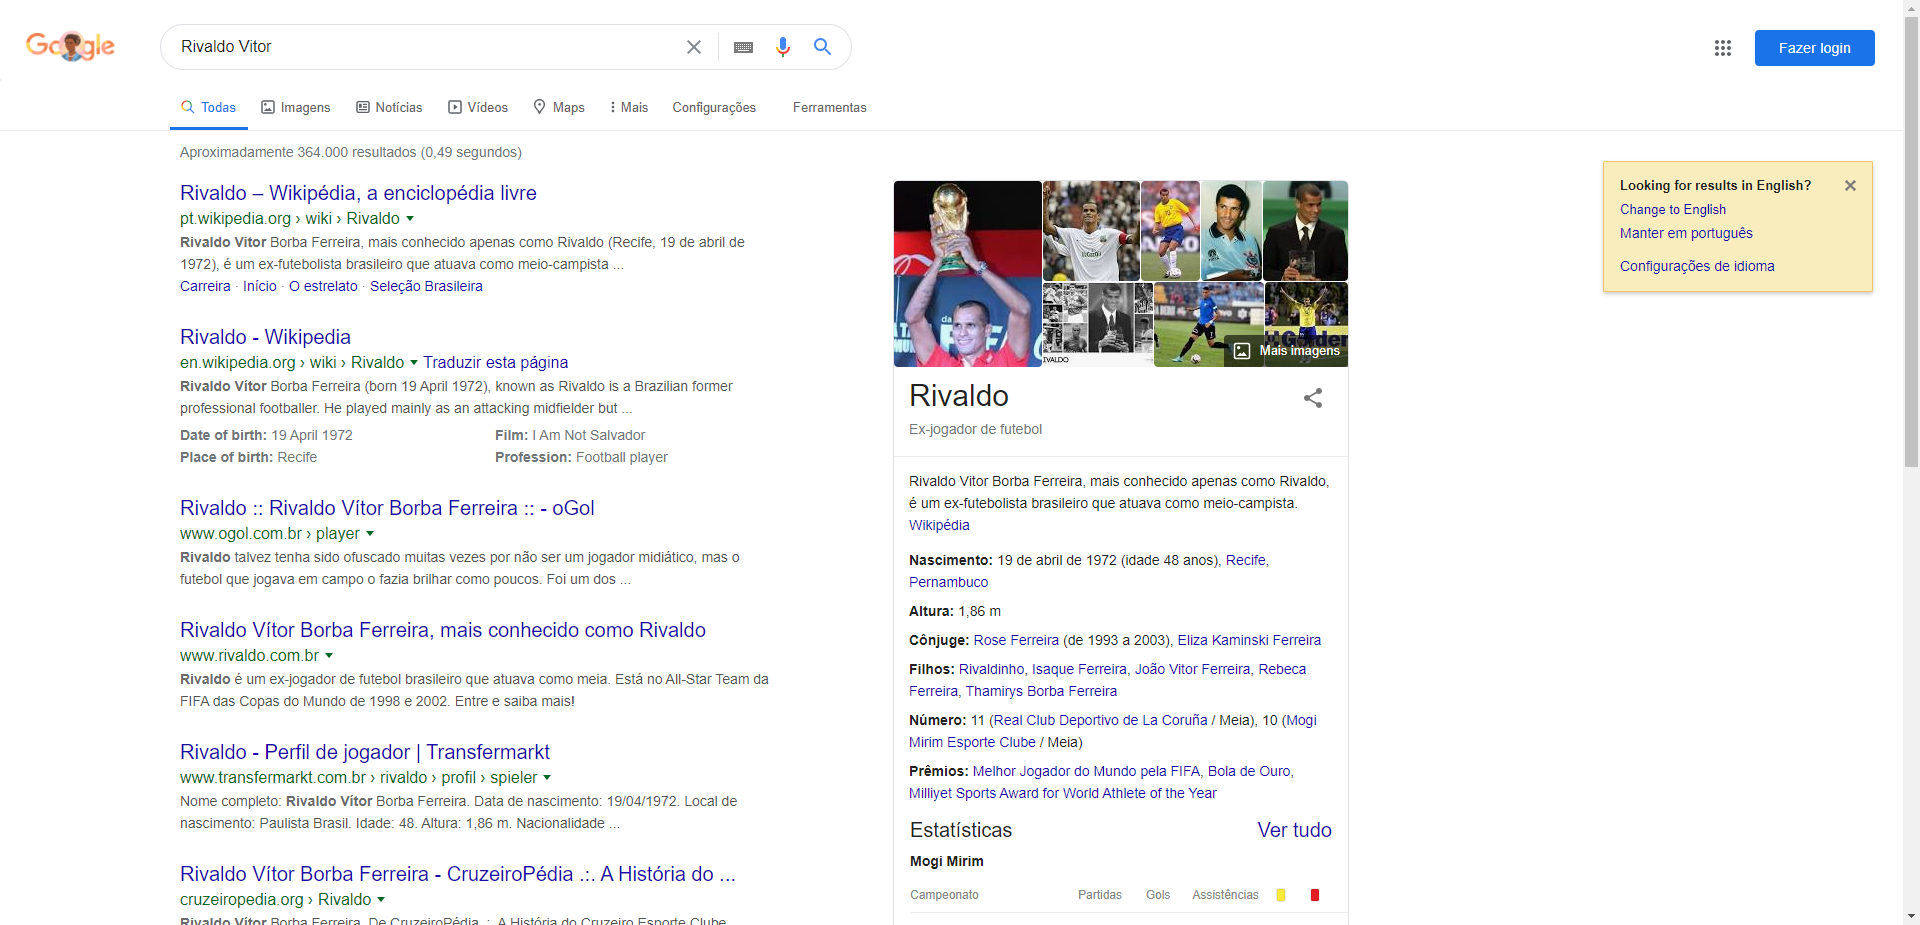 Google
Rivaldo Vitor
Fazer login
Todas
Imagens
Notícias
Vídeos
Maps
Mais
Configurações
Ferramentas
Aproximadamente 364.000 resultados (0,49 segundos)
Rivaldo – Wikipédia, a enciclopédia livre
pt.wikipedia.org › wiki › Rivaldo
Rivaldo Vitor Borba Ferreira, mais conhecido apenas como Rivaldo (Recife, 19 de abril de
1972), é um ex-futebolista brasileiro que atuava como meio-campista ...
Carreira · Início · O estrelato · Seleção Brasileira
Rivaldo - Wikipedia
en.wikipedia.org › wiki › Rivaldo Traduzir esta página
Rivaldo Vítor Borba Ferreira (born 19 April 1972), known as Rivaldo is a Brazilian former
professional footballer. He played mainly as an attacking midfielder but ...
Date of birth: 19 April 1972
Film: I Am Not Salvador
Place of birth: Recife
Profession: Football player
Rivaldo :: Rivaldo Vítor Borba Ferreira :: - oGol
www.ogol.com.br › player
Rivaldo talvez tenha sido ofuscado muitas vezes por não ser um jogador midiático, mas o
futebol que jogava em campo o fazia brilhar como poucos. Foi um dos ...
Rivaldo Vítor Borba Ferreira, mais conhecido como Rivaldo
www.rivaldo.com.br
Rivaldo é um ex-jogador de futebol brasileiro que atuava como meia. Está no All-Star Team da
FIFA das Copas do Mundo de 1998 e 2002. Entre e saiba mais!
Rivaldo - Perfil de jogador | Transfermarkt
www.transfermarkt.com.br › rivaldo › profil › spieler
Nome completo: Rivaldo Vítor Borba Ferreira. Data de nascimento: 19/04/1972. Local de
nascimento: Paulista Brasil. Idade: 48. Altura: 1,86 m. Nacionalidade ...
Rivaldo Vítor Borba Ferreira - CruzeiroPédia .:. A História do ...
cruzeiropedia.org › Rivaldo
Rivaldo Vítor Borba Ferreira. De CruzeiroPédia .:. A História do Cruzeiro Esporte Clube.
Mais imagens
Rivaldo
Ex-jogador de futebol
Rivaldo Vitor Borba Ferreira, mais conhecido apenas como Rivaldo,
é um ex-futebolista brasileiro que atuava como meio-campista.
Wikipédia
Nascimento: 19 de abril de 1972 (idade 48 anos), Recife,
Pernambuco
Altura: 1,86 m
Cônjuge: Rose Ferreira (de 1993 a 2003), Eliza Kaminski Ferreira
Filhos: Rivaldinho, Isaque Ferreira, João Vitor Ferreira, Rebeca
Ferreira, Thamirys Borba Ferreira
Número: 11 (Real Club Deportivo de La Coruña / Meia), 10 (Mogi
Mirim Esporte Clube / Meia)
Prêmios: Melhor Jogador do Mundo pela FIFA, Bola de Ouro,
Milliyet Sports Award for World Athlete of the Year
Estatísticas
Ver tudo
Mogi Mirim
Campeonato Partidas Gols Assistências
Looking for results in English?
Change to English
Manter em português
Configurações de idioma